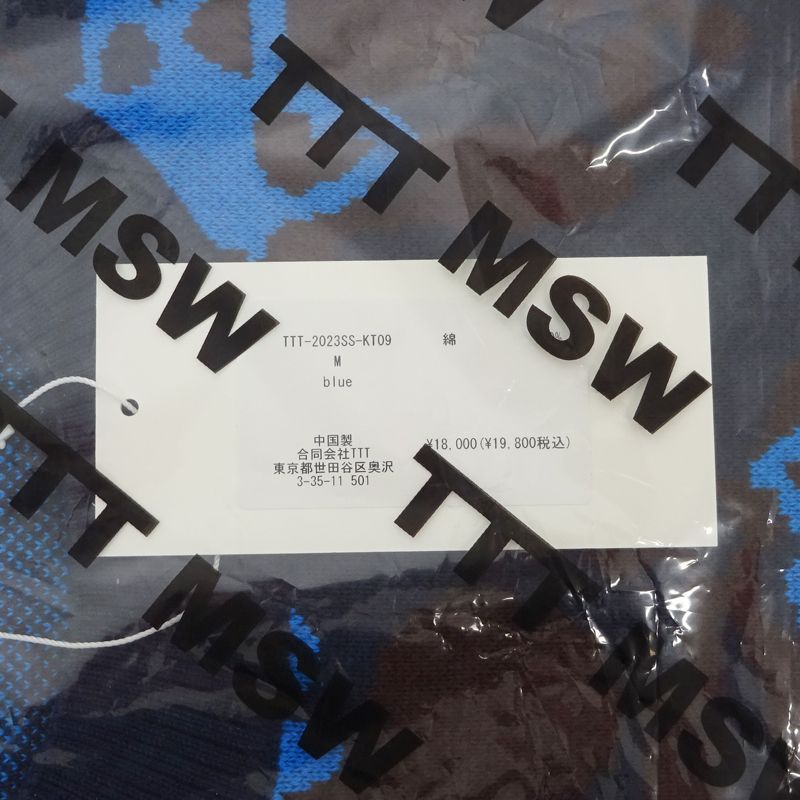 TTT MSW
TTT
MSW
TTT-2023SS-KT09 綿
M
blue
中国製 ¥18,000(¥19,800税込)
合同会社TTT
東京都世田谷区奥沢
3-35-11 501
TTT MSW
TTT MSW